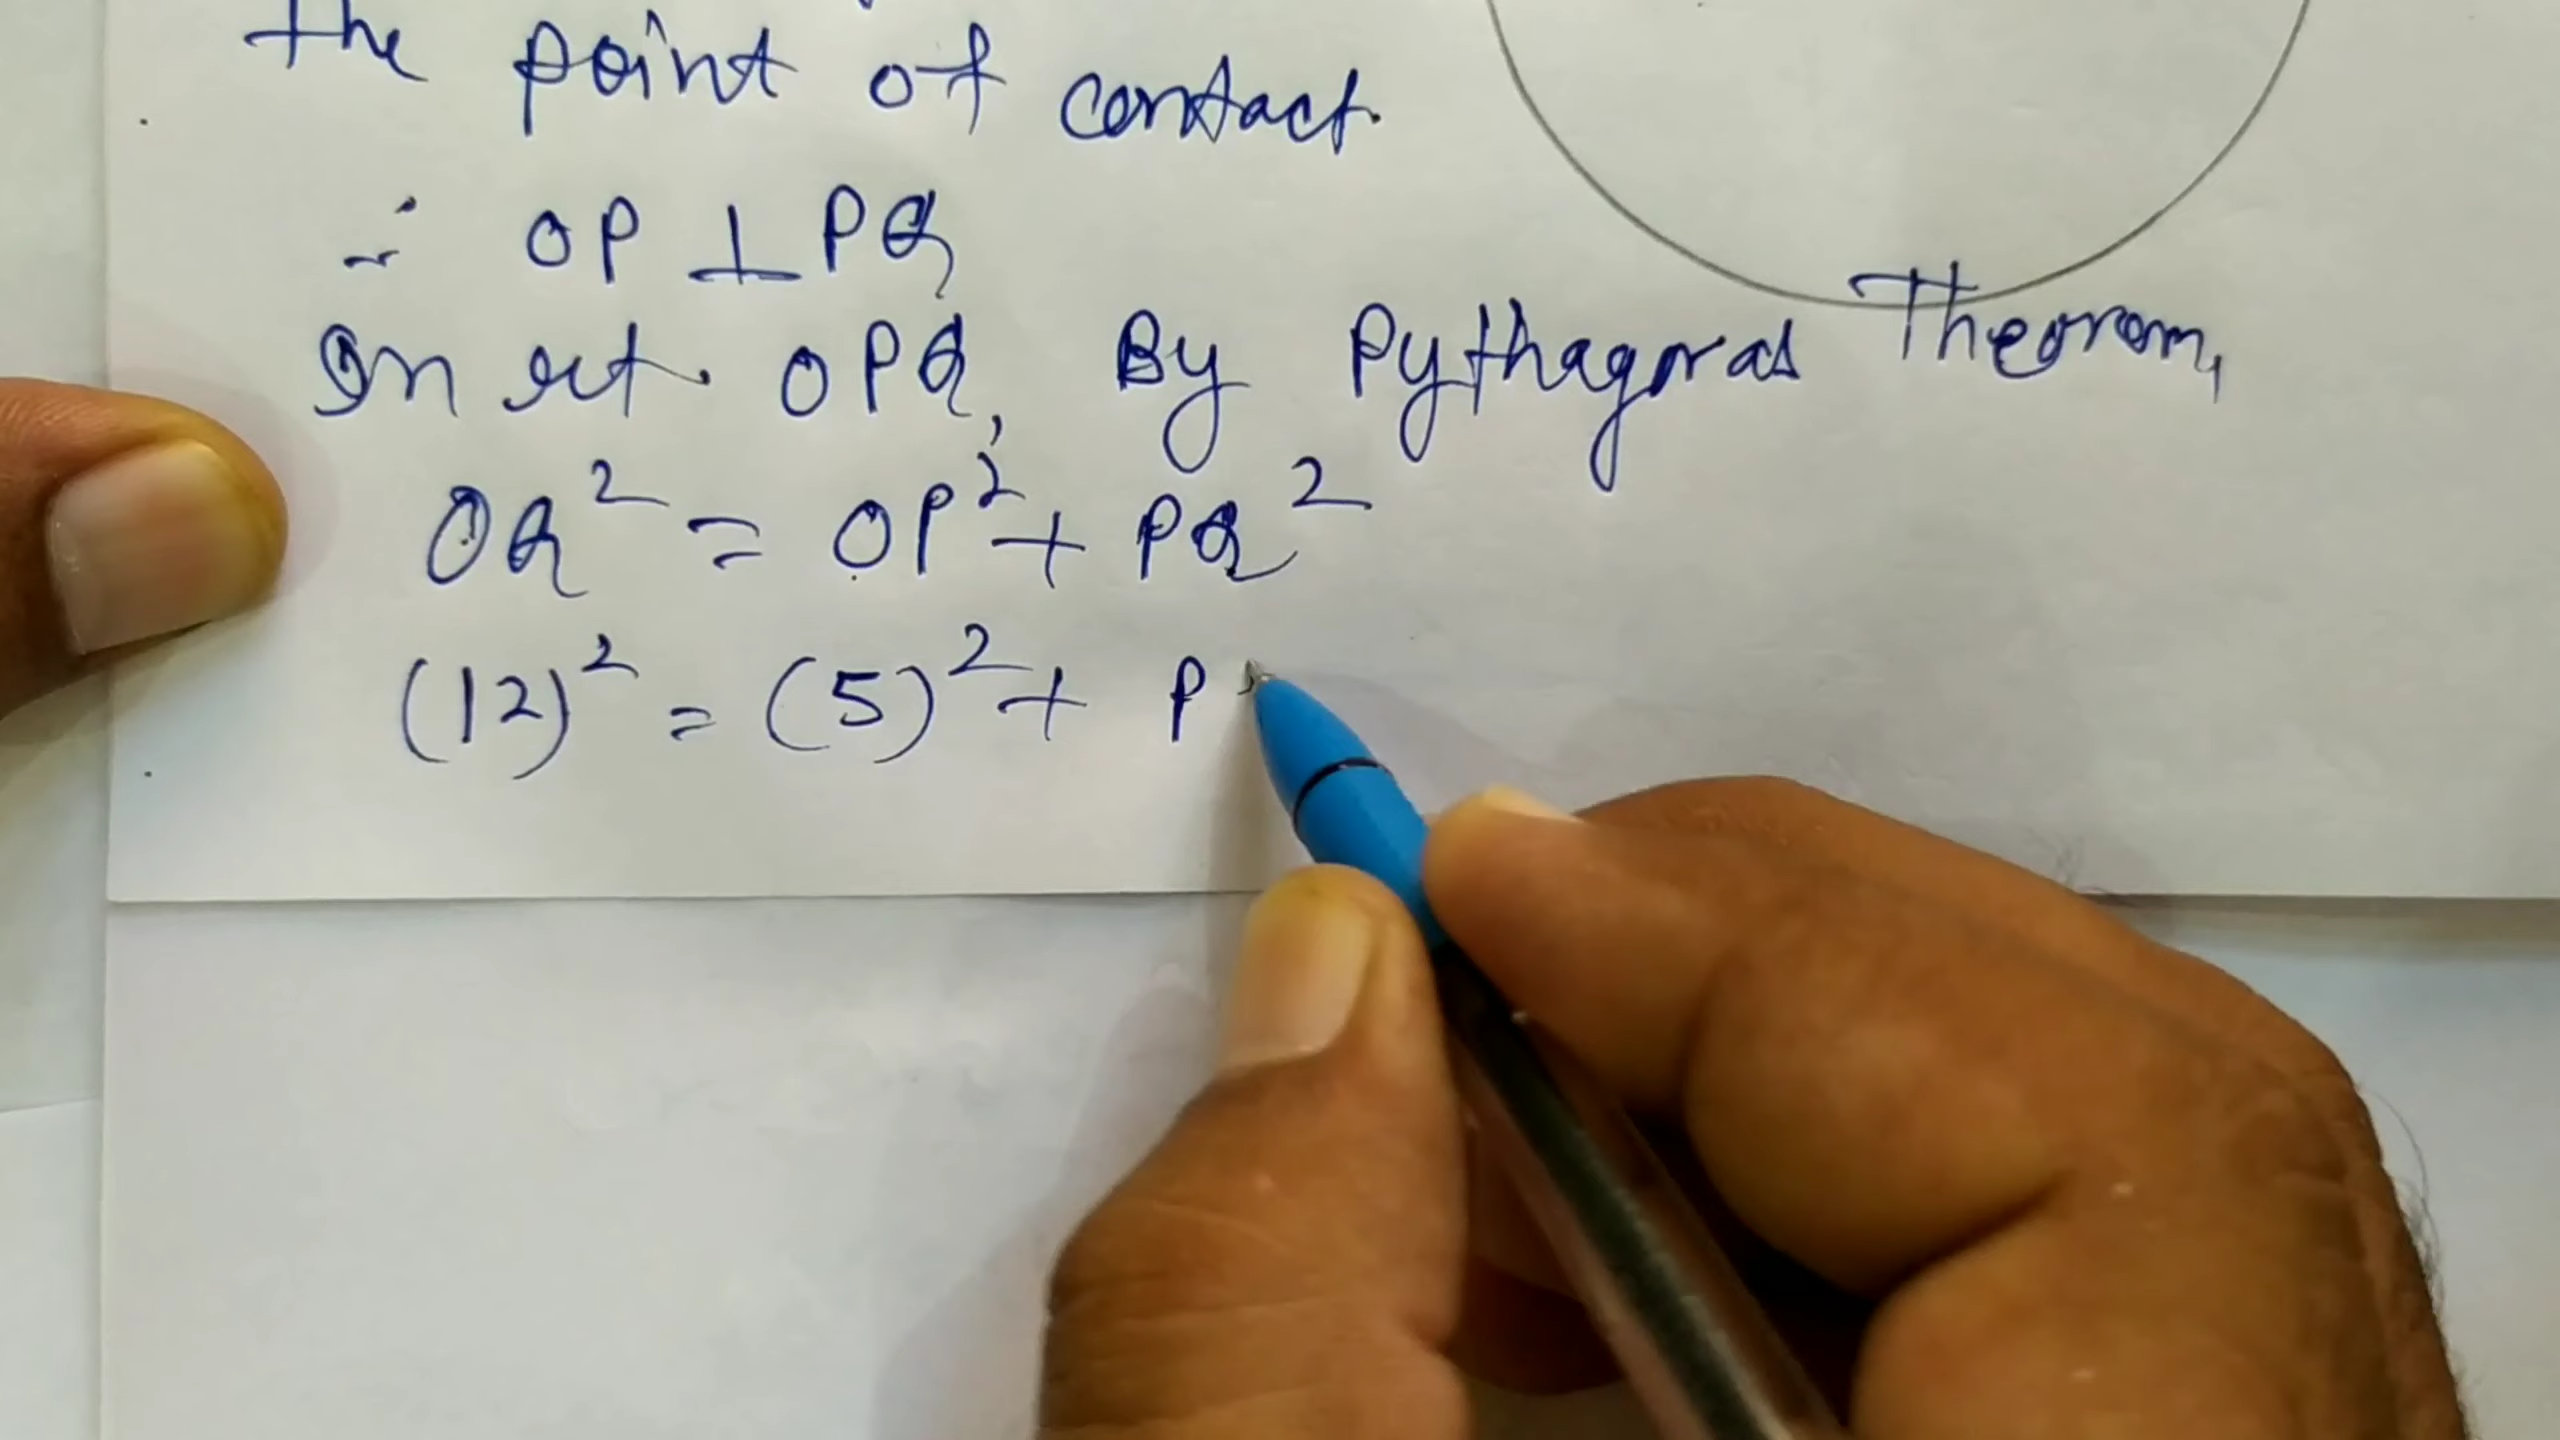 the point of contact.
∴ OP ⊥ PQ
In rt. OPQ, By Pythagoras Theorem,
OQ² = OP² + PQ²
(12)² = (5)² + P